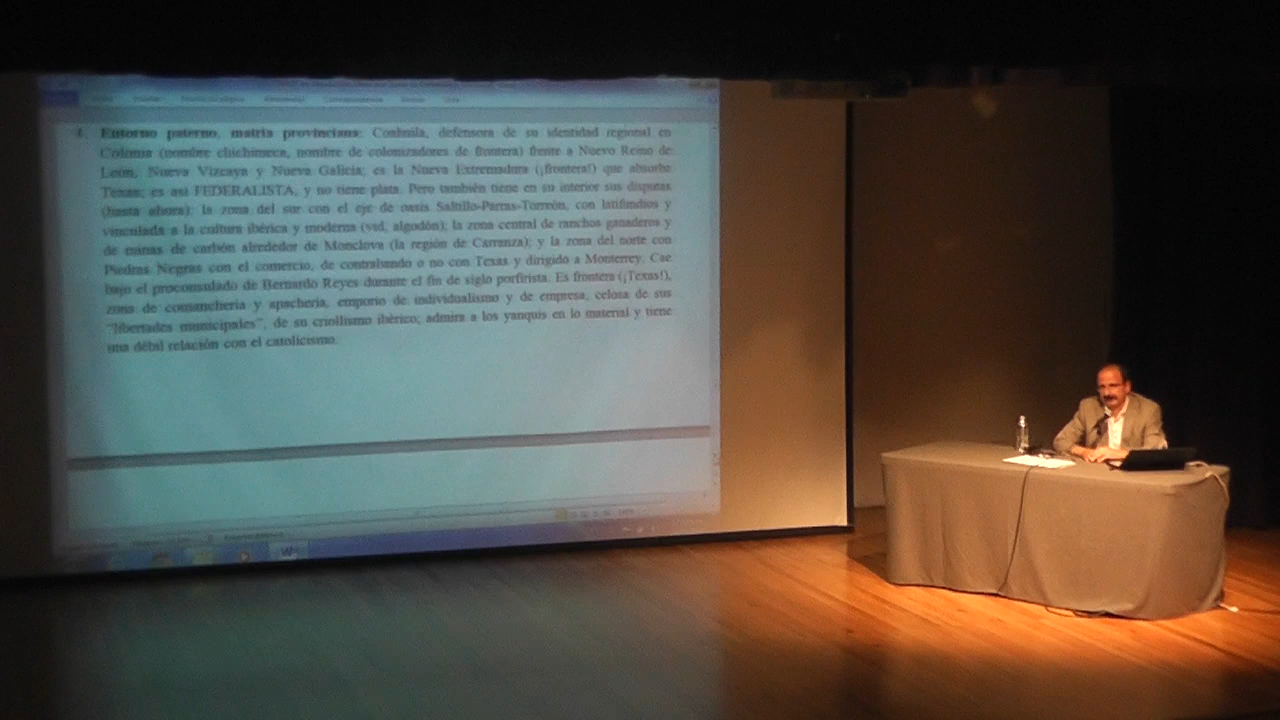 Entorno paterno, matria provinciana: Coahuila, defensora de su identidad regional en
Colonia (nombre chichimeca, nombre de colonizadores de frontera) frente a Nuevo Reino de
León, Nueva Vizcaya y Nueva Galicia; es la Nueva Extremadura (¡frontera!) que absorbe
Texas; es así FEDERALISTA, y no tiene plata. Pero también tiene en su interior sus disputas
(hasta ahora): la zona del sur con el eje de oasis Saltillo-Parras-Torreón, con latifundios y
vinculada a la cultura ibérica y moderna (vid, algodón); la zona central de ranchos ganaderos y
de minas de carbón alrededor de Monclova (la región de Carranza); y la zona del norte con
Piedras Negras con el comercio, de contrabando o no con Texas y dirigido a Monterrey. Cae
bajo el proconsulado de Bernardo Reyes durante el fin de siglo porfirista. Es frontera (¡Texas!),
zona de comanchería y apachería, emporio de individualismo y de empresa, celosa de sus
"libertades municipales", de su criollismo ibérico; admira a los yanquis en lo material y tiene
una débil relación con el catolicismo.